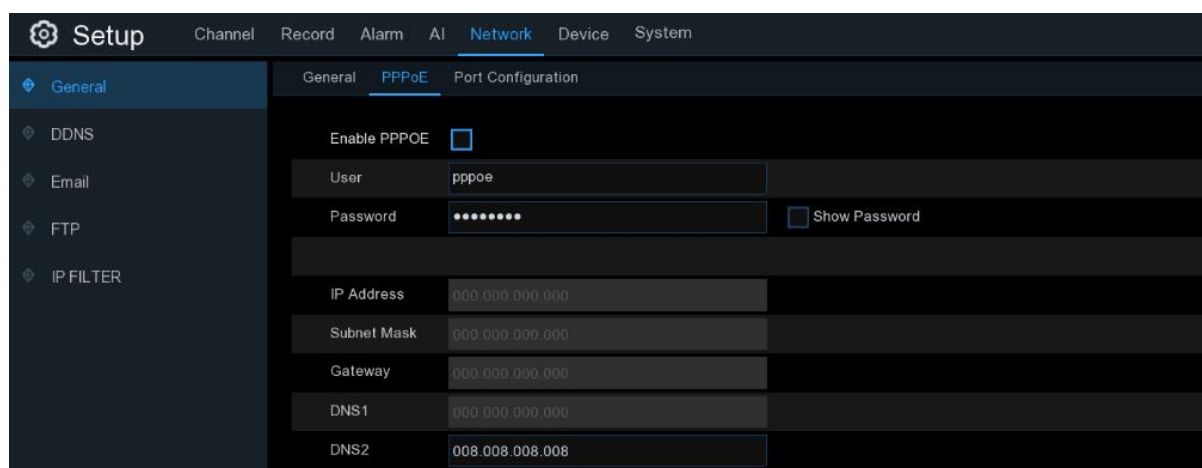 Setup Channel Record Alarm AI Network Device System
General PPPoE Port Configuration
General
DDNS
Email
FTP
IP FILTER
Enable PPPOE
User pppoe
Password •••••••• Show Password
IP Address 000.000.000.000
Subnet Mask 000.000.000.000
Gateway 000.000.000.000
DNS1 000.000.000.000
DNS2 008.008.008.008